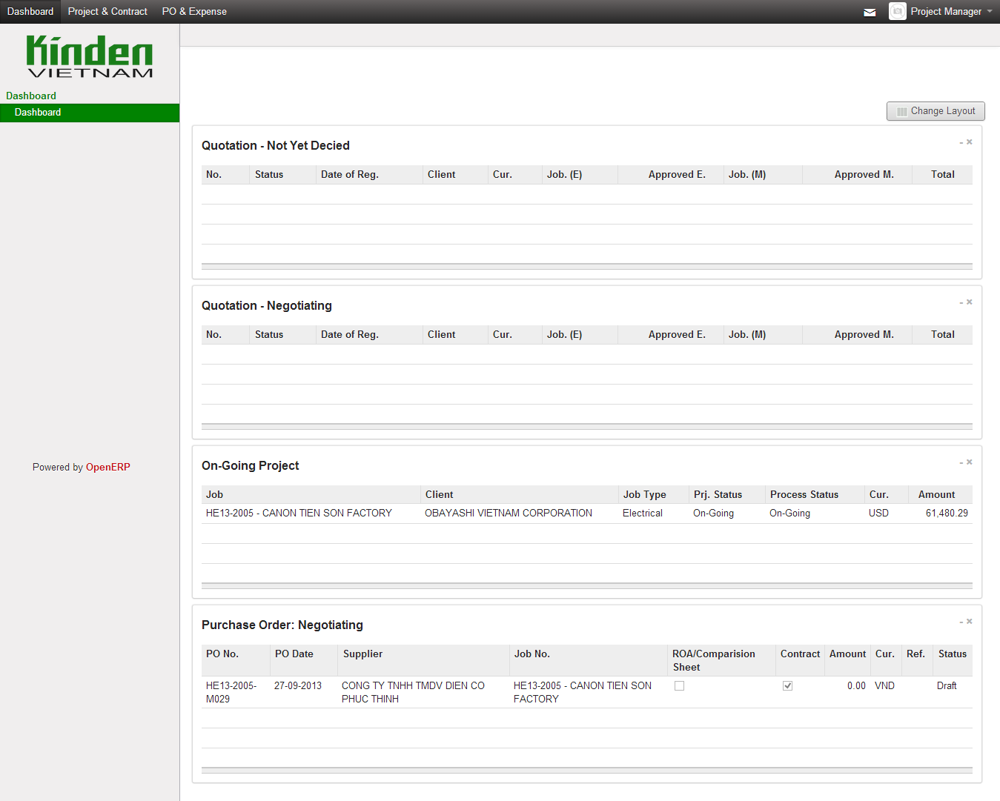 Dashboard Project & Contract PO & Expense Project Manager
Kinden
VIETNAM
Dashboard
Dashboard
Powered by OpenERP
Change Layout
Quotation - Not Yet Decied
No. Status Date of Reg. Client Cur. Job. (E) Approved E. Job. (M) Approved M. Total
Quotation - Negotiating
No. Status Date of Reg. Client Cur. Job. (E) Approved E. Job. (M) Approved M. Total
On-Going Project
Job Client Job Type Prj. Status Process Status Cur. Amount
HE13-2005 - CANON TIEN SON FACTORY OBAYASHI VIETNAM CORPORATION Electrical On-Going On-Going USD 61,480.29
Purchase Order: Negotiating
PO No. PO Date Supplier Job No. ROA/Comparision Contract Amount Cur. Ref. Status
Sheet
HE13-2005- 27-09-2013 CONG TY TNHH TMDV DIEN CO HE13-2005 - CANON TIEN SON 0.00 VND Draft
M029 PHUC THINH FACTORY